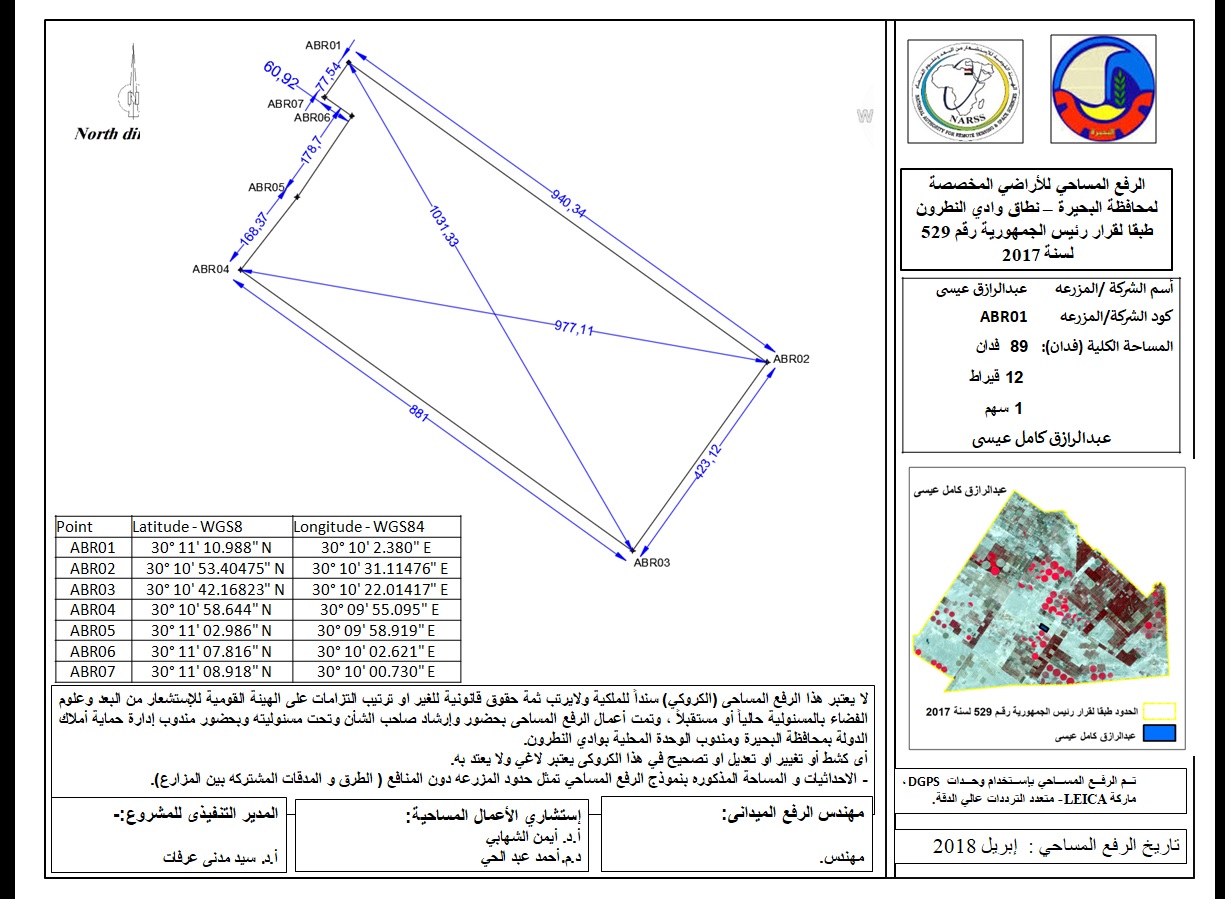 ABR01
77,54
60,92
ABR07
ABR06
178,7
ABR05
168,37
ABR04
940,34
1031,33
977,11
ABR02
881
423,12
ABR03
North di
W
Point Latitude - WGS8 Longitude - WGS84
ABR01 30° 11' 10.988" N 30° 10' 2.380" E
ABR02 30° 10' 53.40475" N 30° 10' 31.11476" E
ABR03 30° 10' 42.16823" N 30° 10' 22.01417" E
ABR04 30° 10' 58.644" N 30° 09' 55.095" E
ABR05 30° 11' 02.986" N 30° 09' 58.919" E
ABR06 30° 11' 07.816" N 30° 10' 02.621" E
ABR07 30° 11' 08.918" N 30° 10' 00.730" E
لا يعتبر هذا الرفع المساحى (الكروكي) سنداً للملكية ولايرتب ثمة حقوق قانونية للغير او ترتيب التزامات على الهيئة القومية للإستشعار من البعد وعلوم
الفضاء بالمسئولية حالياً أو مستقبلاً ، وتمت أعمال الرفع المساحى بحضور وإرشاد صاحب الشأن وتحت مسئوليته وبحضور مندوب إدارة حماية أملاك
الدولة بمحافظة البحيرة ومندوب الوحدة المحلية بوادي النطرون.
أى كشط أو تغيير او تعديل او تصحيح في هذا الكروكى يعتبر لاغي ولا يعتد به.
- الاحداثيات و المساحة المذكوره بنموذج الرفع المساحي تمثل حدود المزرعه دون المنافع ( الطرق و المدقات المشتركه بين المزارع).
مهندس الرفع الميدانى:
مهندس.
إستشاري الأعمال المساحية:
أ.د. أيمن الشهابي
د.م.أحمد عبد الحي
المدير التنفيذى للمشروع:-
أ.د. سيد مدنى عرفات
NARSS
NATIONAL AUTHORITY FOR REMOTE SENSING & SPACE SCIENCES
البحيرة
الرفع المساحي للأراضي المخصصة
لمحافظة البحيرة – نطاق وادي النطرون
طبقا لقرار رئيس الجمهورية رقم 529
لسنة 2017
أسم الشركة /المزرعه عبدالرازق عيسى
كود الشركة/المزرعه ABR01
المساحة الكلية (فدان): 89 فدان
12 قيراط
1 سهم
عبدالرازق كامل عيسى
عبدالرازق كامل عيسى
الحدود طبقا لقرار رئيس الجمهورية رقم 529 لسنة 2017
عبدالرازق كامل عيسى
تـم الرفـع المسـاحي بإسـتخدام وحـدات DGPS ،
ماركة LEICA- متعدد الترددات عالي الدقة.
تاريخ الرفع المساحي : إبريل 2018